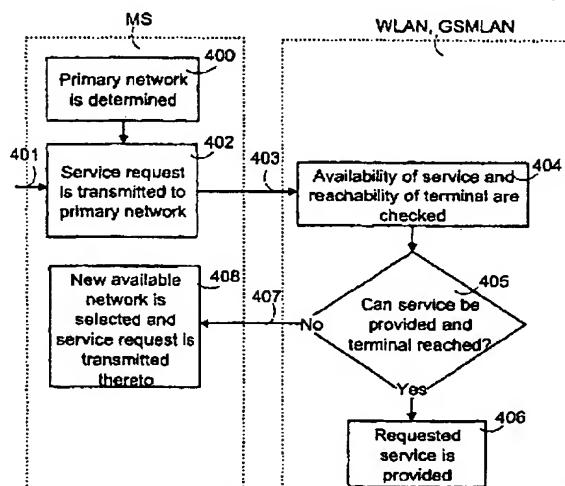 MS
WLAN, GSMLAN
400
Primary network
is determined
401
402
Service request
is transmitted to
primary network
403
404
Availability of service and
reachability of terminal are
checked
405
Can service be
provided and
terminal reached?
No
407
408
New available
network is
selected and
service request is
transmitted
thereto
Yes
406
Requested
service is
provided